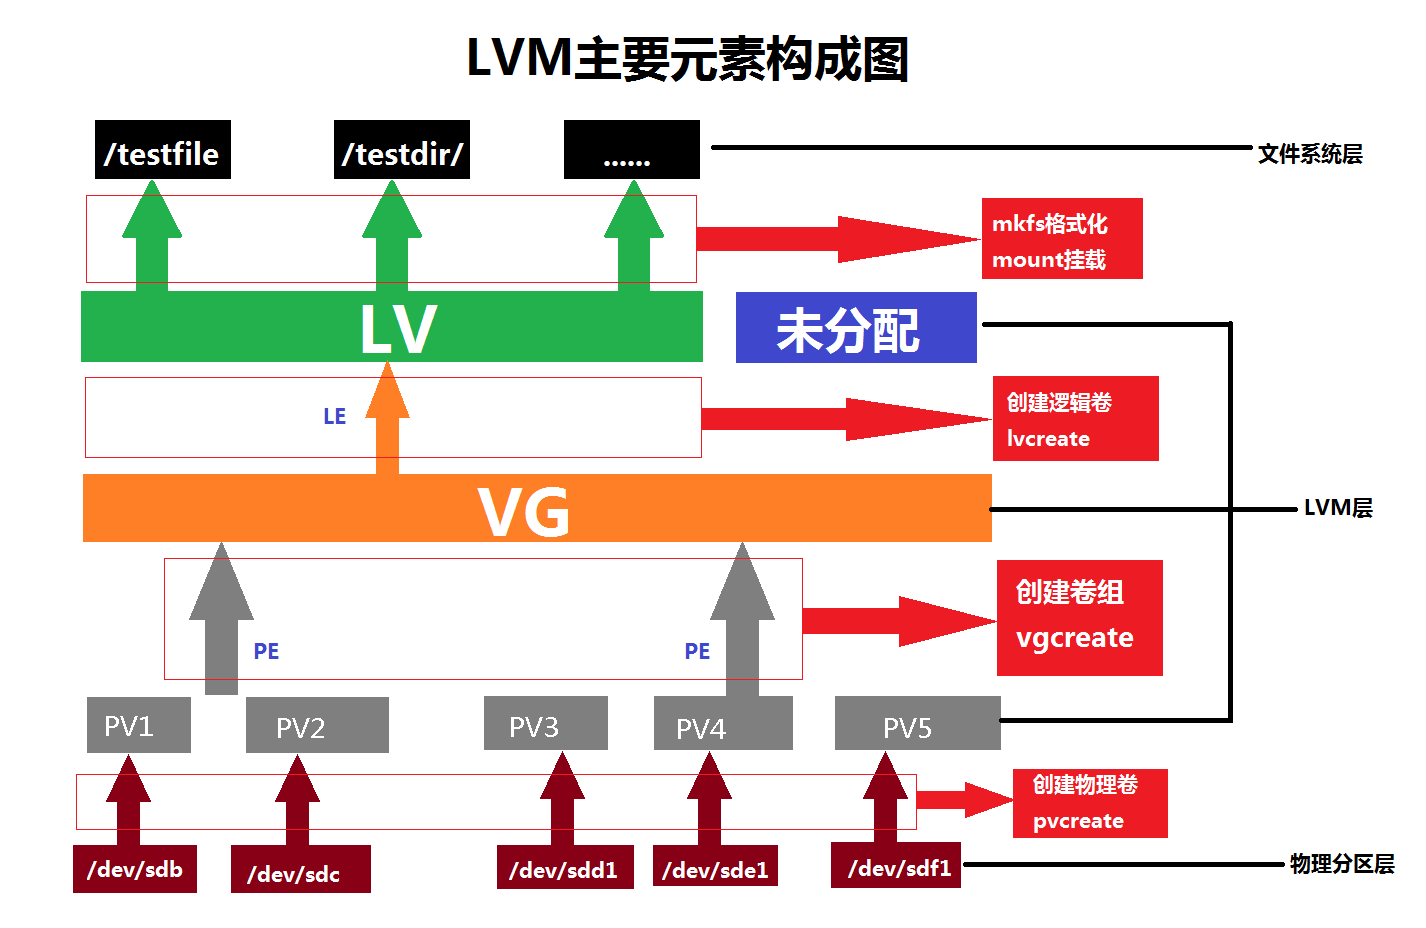 LVM主要元素构成图
/testfile
/testdir/
......
文件系统层
mkfs格式化
mount挂载
LV
未分配
LE
创建逻辑卷
lvcreate
VG
LVM层
PE
PE
创建卷组
vgcreate
PV1
PV2
PV3
PV4
PV5
创建物理卷
pvcreate
/dev/sdb
/dev/sdc
/dev/sdd1
/dev/sde1
/dev/sdf1
物理分区层